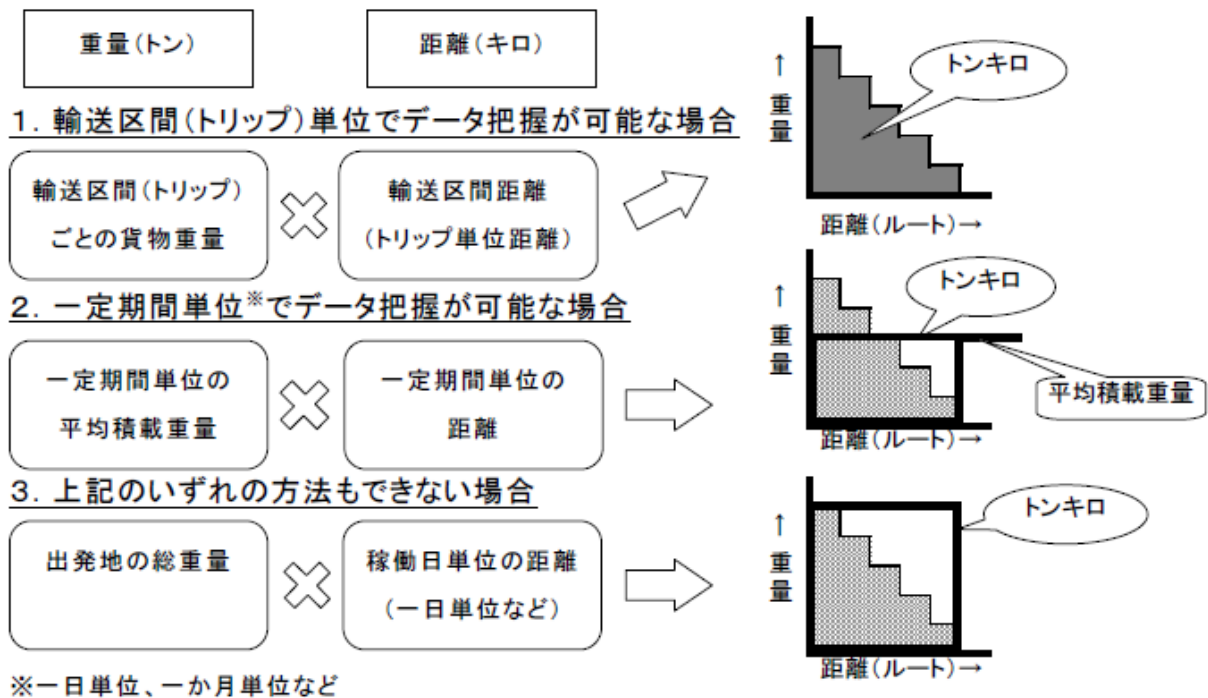 重量(トン)
距離(キロ)
1. 輸送区間(トリップ)単位でデータ把握が可能な場合
輸送区間(トリップ)
ごとの貨物重量
輸送区間距離
(トリップ単位距離)
↑
重
量
トンキロ
距離(ルート)→
2. 一定期間単位※でデータ把握が可能な場合
一定期間単位の
平均積載重量
一定期間単位の
距離
↑
重
量
トンキロ
平均積載重量
距離(ルート)→
3. 上記のいずれの方法もできない場合
出発地の総重量
稼働日単位の距離
(一日単位など)
↑
重
量
トンキロ
距離(ルート)→
※一日単位、一か月単位など